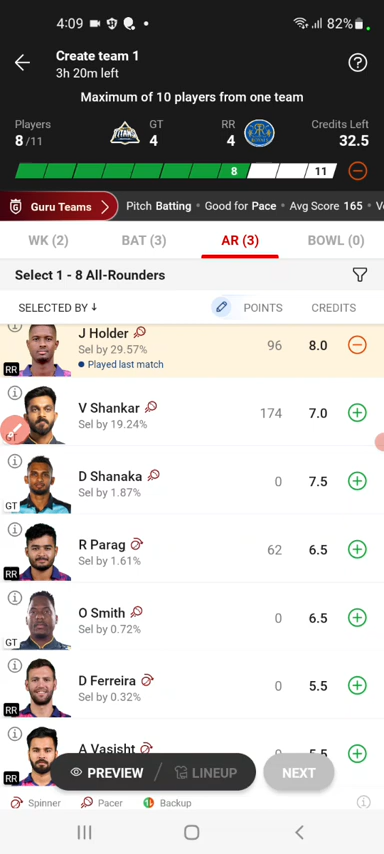 4:09
82%
Create team 1
3h 20m left
Maximum of 10 players from one team
Players
8/11
GT
4
RR
4
Credits Left
32.5
8
11
Guru Teams
Pitch Batting • Good for Pace • Avg Score 165 •
WK (2)
BAT (3)
AR (3)
BOWL (0)
Select 1 - 8 All-Rounders
SELECTED BY
POINTS
CREDITS
J Holder
Sel by 29.57%
Played last match
RR
96
8.0
V Shankar
Sel by 19.24%
174
7.0
D Shanaka
Sel by 1.87%
GT
0
7.5
R Parag
Sel by 1.61%
RR
62
6.5
O Smith
Sel by 0.72%
GT
0
6.5
D Ferreira
Sel by 0.32%
RR
0
5.5
A Vasisht
RR
PREVIEW
LINEUP
NEXT
Spinner
Pacer
Backup